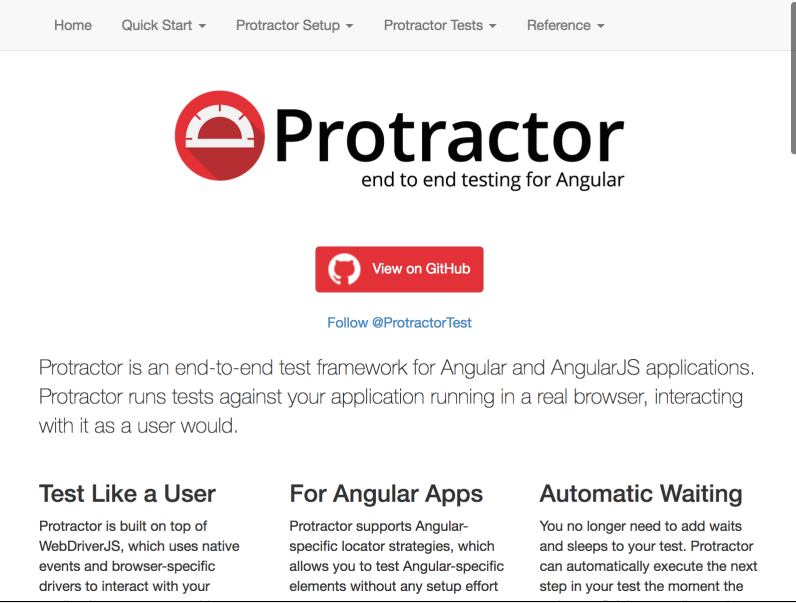 Home Quick Start Protractor Setup Protractor Tests Reference
Protractor
end to end testing for Angular
View on GitHub
Follow @ProtractorTest
Protractor is an end-to-end test framework for Angular and AngularJS applications.
Protractor runs tests against your application running in a real browser, interacting
with it as a user would.
Test Like a User
Protractor is built on top of
WebDriverJS, which uses native
events and browser-specific
drivers to interact with your
For Angular Apps
Protractor supports Angular-
specific locator strategies, which
allows you to test Angular-specific
elements without any setup effort
Automatic Waiting
You no longer need to add waits
and sleeps to your test. Protractor
can automatically execute the next
step in your test the moment the